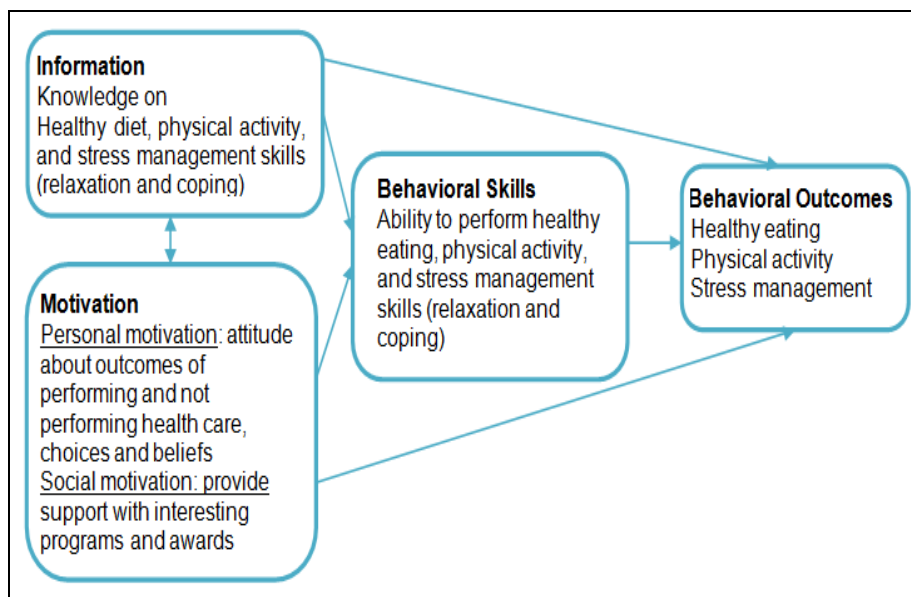 Information
Knowledge on
Healthy diet, physical activity,
and stress management skills
(relaxation and coping)
Motivation
Personal motivation: attitude
about outcomes of
performing and not
performing health care,
choices and beliefs
Social motivation: provide
support with interesting
programs and awards
Behavioral Skills
Ability to perform healthy
eating, physical activity,
and stress management
skills (relaxation and
coping)
Behavioral Outcomes
Healthy eating
Physical activity
Stress management